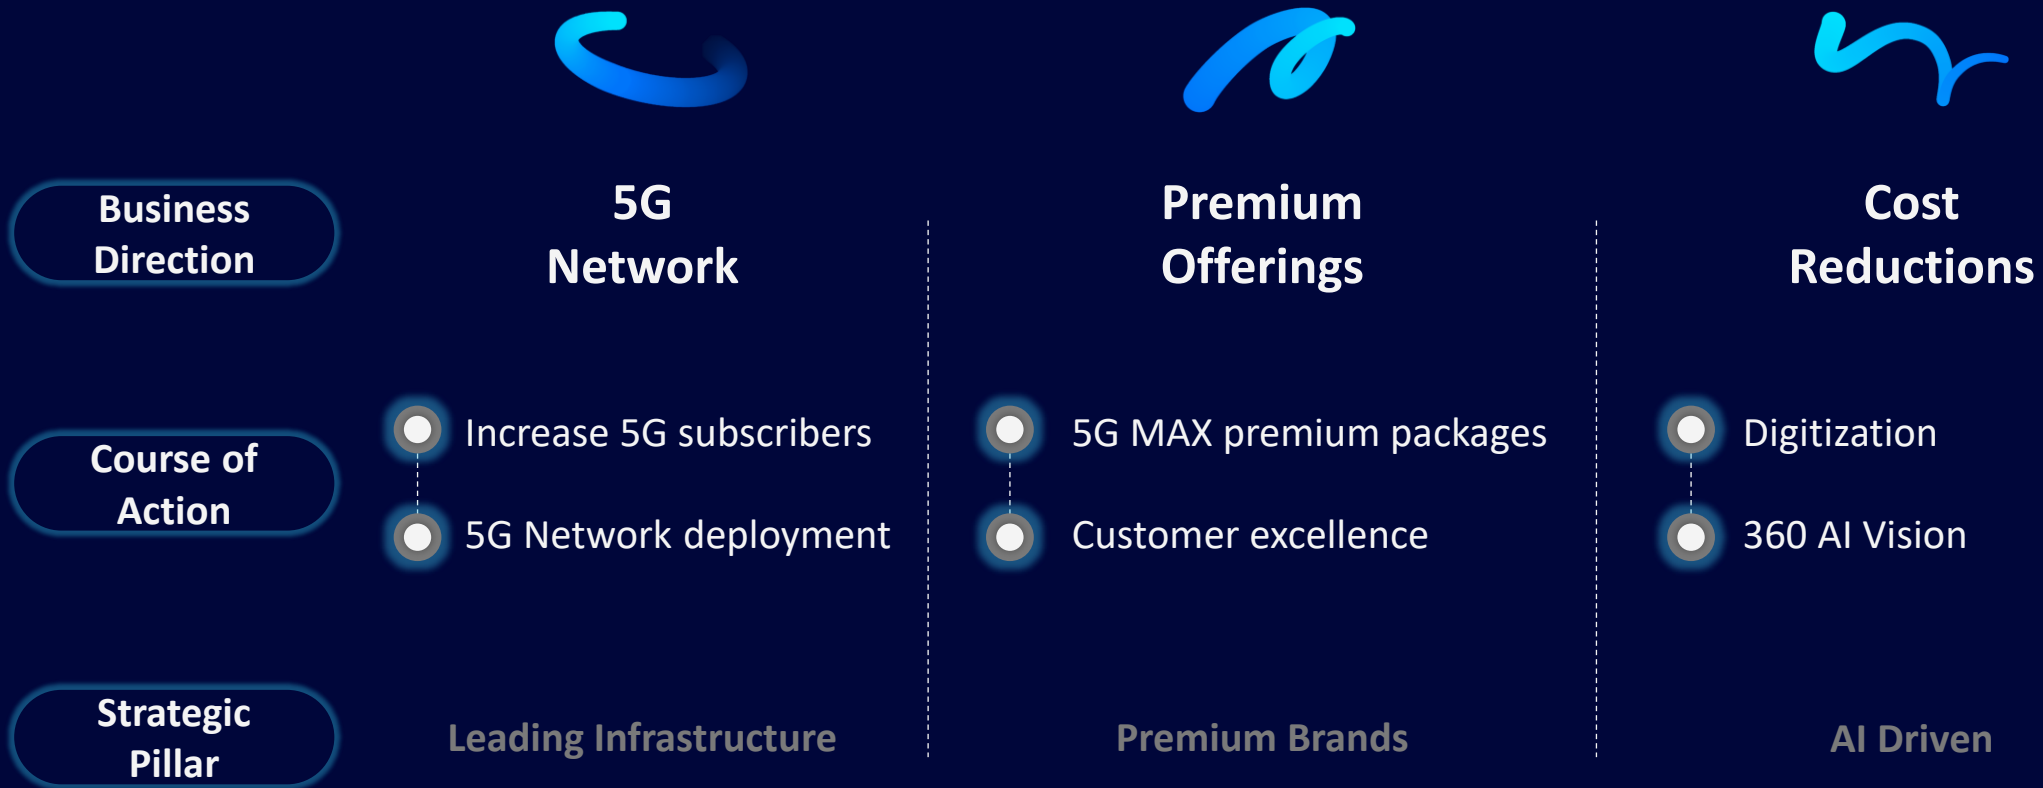 Business
Direction
5G
Network
Premium
Offerings
Cost
Reductions
Course of
Action
Increase 5G subscribers
5G Network deployment
5G MAX premium packages
Customer excellence
Digitization
360 AI Vision
Strategic
Pillar
Leading Infrastructure
Premium Brands
AI Driven